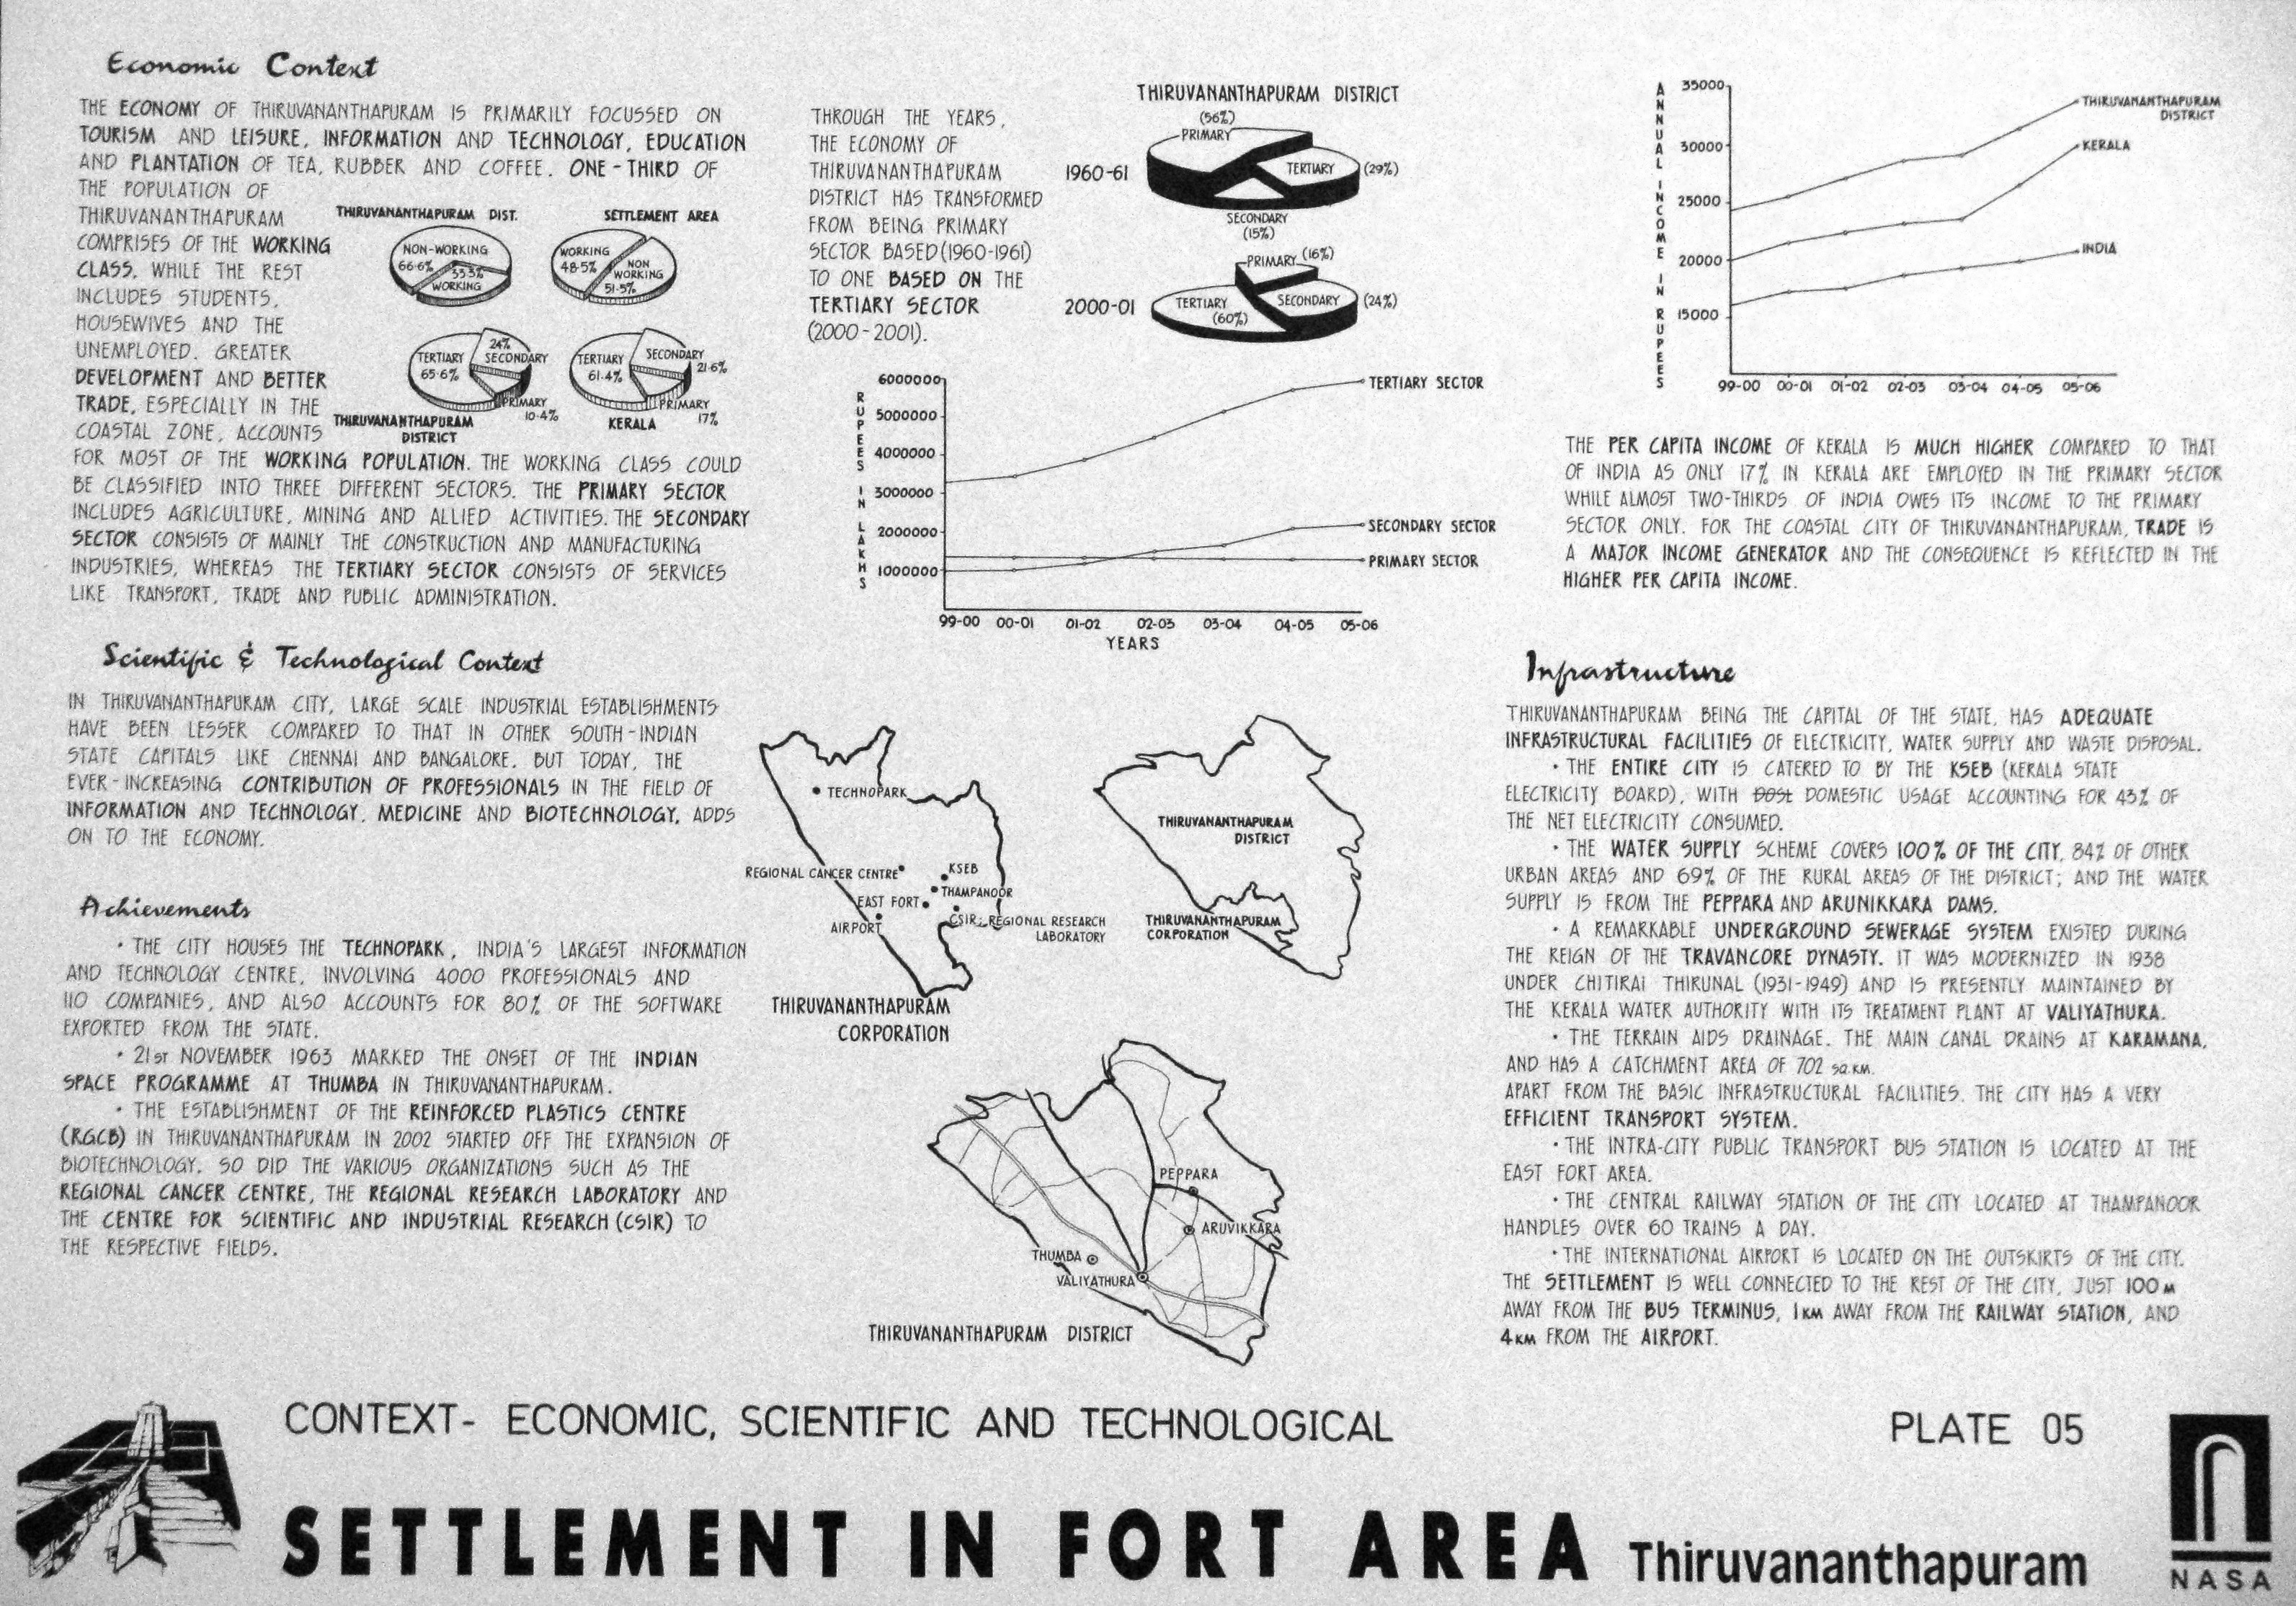 Economic Context
THE ECONOMY OF THIRUVANANTHAPURAM IS PRIMARILY FOCUSSED ON
TOURISM AND LEISURE, INFORMATION AND TECHNOLOGY, EDUCATION
AND PLANTATION OF TEA, RUBBER AND COFFEE. ONE-THIRD OF
THE POPULATION OF
THIRUVANANTHAPURAM
COMPRISES OF THE WORKING
CLASS, WHILE THE REST
INCLUDES STUDENTS,
HOUSEWIVES AND THE
UNEMPLOYED. GREATER
DEVELOPMENT AND BETTER
TRADE, ESPECIALLY IN THE
COASTAL ZONE, ACCOUNTS
FOR MOST OF THE WORKING POPULATION. THE WORKING CLASS COULD
BE CLASSIFIED INTO THREE DIFFERENT SECTORS. THE PRIMARY SECTOR
INCLUDES AGRICULTURE, MINING AND ALLIED ACTIVITIES. THE SECONDARY
SECTOR CONSISTS OF MAINLY THE CONSTRUCTION AND MANUFACTURING
INDUSTRIES, WHEREAS THE TERTIARY SECTOR CONSISTS OF SERVICES
LIKE TRANSPORT, TRADE AND PUBLIC ADMINISTRATION.
THIRUVANANTHAPURAM DIST.
NON-WORKING
66.6%
33.3%
WORKING
SETTLEMENT AREA
WORKING
48.5%
NON
WORKING
51.5%
TERTIARY
65.6%
24%
SECONDARY
PRIMARY
10.4%
THIRUVANANTHAPURAM
DISTRICT
TERTIARY
61.4%
SECONDARY
21.6%
PRIMARY
17%
KERALA
Scientific & Technological Context
IN THIRUVANANTHAPURAM CITY, LARGE SCALE INDUSTRIAL ESTABLISHMENTS
HAVE BEEN LESSER COMPARED TO THAT IN OTHER SOUTH-INDIAN
STATE CAPITALS LIKE CHENNAI AND BANGALORE. BUT TODAY, THE
EVER-INCREASING CONTRIBUTION OF PROFESSIONALS IN THE FIELD OF
INFORMATION AND TECHNOLOGY, MEDICINE AND BIOTECHNOLOGY, ADDS
ON TO THE ECONOMY.
Achievements
• THE CITY HOUSES THE TECHNOPARK, INDIA'S LARGEST INFORMATION
AND TECHNOLOGY CENTRE, INVOLVING 4000 PROFESSIONALS AND
110 COMPANIES, AND ALSO ACCOUNTS FOR 80% OF THE SOFTWARE
EXPORTED FROM THE STATE.
• 21ST NOVEMBER 1963 MARKED THE ONSET OF THE INDIAN
SPACE PROGRAMME AT THUMBA IN THIRUVANANTHAPURAM.
• THE ESTABLISHMENT OF THE REINFORCED PLASTICS CENTRE
(RGCB) IN THIRUVANANTHAPURAM IN 2002 STARTED OFF THE EXPANSION OF
BIOTECHNOLOGY. SO DID THE VARIOUS ORGANIZATIONS SUCH AS THE
REGIONAL CANCER CENTRE, THE REGIONAL RESEARCH LABORATORY AND
THE CENTRE FOR SCIENTIFIC AND INDUSTRIAL RESEARCH (CSIR) TO
THE RESPECTIVE FIELDS.
THROUGH THE YEARS,
THE ECONOMY OF
THIRUVANANTHAPURAM
DISTRICT HAS TRANSFORMED
FROM BEING PRIMARY
SECTOR BASED (1960-1961)
TO ONE BASED ON THE
TERTIARY SECTOR
(2000-2001).
THIRUVANANTHAPURAM DISTRICT
1960-61
(56%)
PRIMARY
TERTIARY
(29%)
SECONDARY
(15%)
2000-01
PRIMARY
(16%)
TERTIARY
(60%)
SECONDARY
(24%)
RUPEES IN LAKHS
6000000
5000000
4000000
3000000
2000000
1000000
TERTIARY SECTOR
SECONDARY SECTOR
PRIMARY SECTOR
99-00 00-01 01-02 02-03 03-04 04-05 05-06
YEARS
TECHNOPARK
REGIONAL CANCER CENTRE
KSEB
THAMPANOOR
EAST FORT
AIRPORT
CSIR; REGIONAL RESEARCH
LABORATORY
THIRUVANANTHAPURAM
CORPORATION
THIRUVANANTHAPURAM
DISTRICT
THIRUVANANTHAPURAM
CORPORATION
PEPPARA
ARUVIKKARA
THUMBA
VALIYATHURA
THIRUVANANTHAPURAM DISTRICT
ANNUAL INCOME IN RUPEES
35000
30000
25000
20000
15000
THIRUVANANTHAPURAM
DISTRICT
KERALA
INDIA
99-00 00-01 01-02 02-03 03-04 04-05 05-06
THE PER CAPITA INCOME OF KERALA IS MUCH HIGHER COMPARED TO THAT
OF INDIA AS ONLY 17% IN KERALA ARE EMPLOYED IN THE PRIMARY SECTOR
WHILE ALMOST TWO-THIRDS OF INDIA OWES ITS INCOME TO THE PRIMARY
SECTOR ONLY. FOR THE COASTAL CITY OF THIRUVANANTHAPURAM, TRADE IS
A MAJOR INCOME GENERATOR AND THE CONSEQUENCE IS REFLECTED IN THE
HIGHER PER CAPITA INCOME.
Infrastructure
THIRUVANANTHAPURAM BEING THE CAPITAL OF THE STATE, HAS ADEQUATE
INFRASTRUCTURAL FACILITIES OF ELECTRICITY, WATER SUPPLY AND WASTE DISPOSAL.
• THE ENTIRE CITY IS CATERED TO BY THE KSEB (KERALA STATE
ELECTRICITY BOARD), WITH DOMESTIC USAGE ACCOUNTING FOR 43% OF
THE NET ELECTRICITY CONSUMED.
• THE WATER SUPPLY SCHEME COVERS 100% OF THE CITY, 84% OF OTHER
URBAN AREAS AND 69% OF THE RURAL AREAS OF THE DISTRICT; AND THE WATER
SUPPLY IS FROM THE PEPPARA AND ARUNIKKARA DAMS.
• A REMARKABLE UNDERGROUND SEWERAGE SYSTEM EXISTED DURING
THE REIGN OF THE TRAVANCORE DYNASTY. IT WAS MODERNIZED IN 1938
UNDER CHITIRAI THIRUNAL (1931-1949) AND IS PRESENTLY MAINTAINED BY
THE KERALA WATER AUTHORITY WITH ITS TREATMENT PLANT AT VALIYATHURA.
• THE TERRAIN AIDS DRAINAGE. THE MAIN CANAL DRAINS AT KARAMANA,
AND HAS A CATCHMENT AREA OF 702 SQ.KM.
APART FROM THE BASIC INFRASTRUCTURAL FACILITIES, THE CITY HAS A VERY
EFFICIENT TRANSPORT SYSTEM.
• THE INTRA-CITY PUBLIC TRANSPORT BUS STATION IS LOCATED AT THE
EAST FORT AREA.
• THE CENTRAL RAILWAY STATION OF THE CITY LOCATED AT THAMPANOOR
HANDLES OVER 60 TRAINS A DAY.
• THE INTERNATIONAL AIRPORT IS LOCATED ON THE OUTSKIRTS OF THE CITY.
THE SETTLEMENT IS WELL CONNECTED TO THE REST OF THE CITY, JUST 100 M
AWAY FROM THE BUS TERMINUS, 1 KM AWAY FROM THE RAILWAY STATION, AND
4 KM FROM THE AIRPORT.
CONTEXT- ECONOMIC, SCIENTIFIC AND TECHNOLOGICAL
PLATE 05
SETTLEMENT IN FORT AREA Thiruvananthapuram
NASA